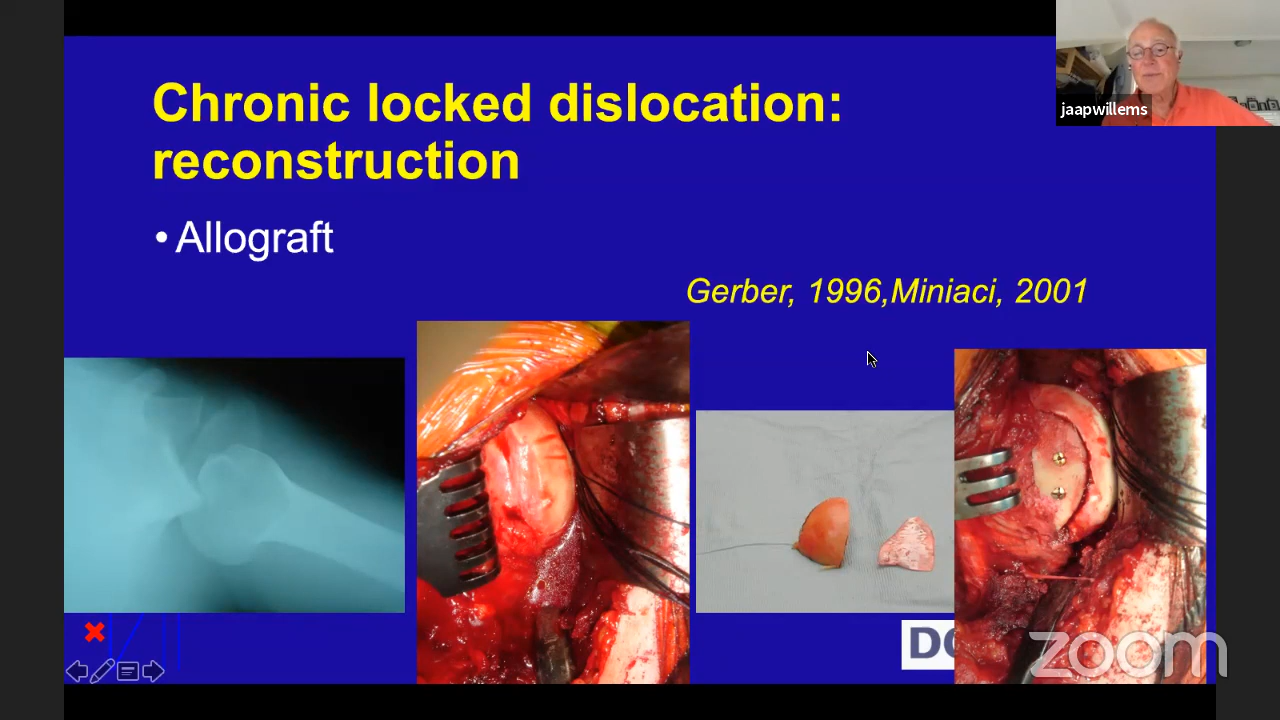 Chronic locked dislocation:
reconstruction
• Allograft
Gerber, 1996,Miniaci, 2001
jaapwillems
zoom